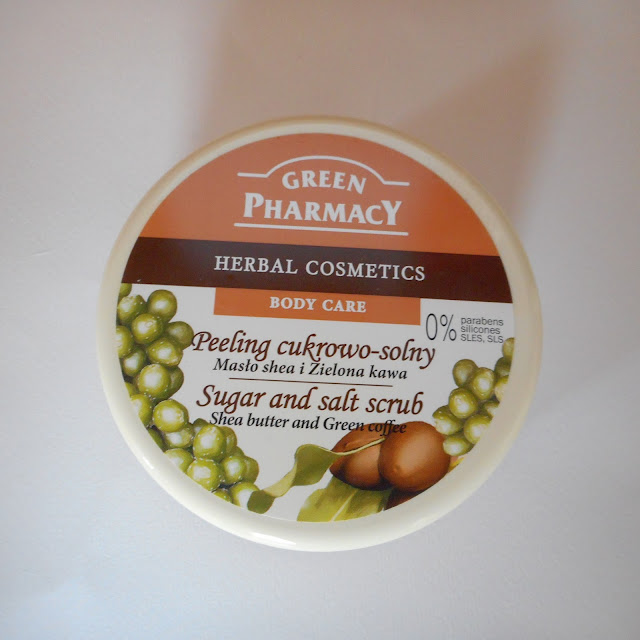 GREEN
PHARMACY
HERBAL COSMETICS
BODY CARE
0% parabens
silicones
SLES, SLS
Peeling cukrowo-solny
Masło shea i Zielona kawa
Sugar and salt scrub
Shea butter and Green coffee